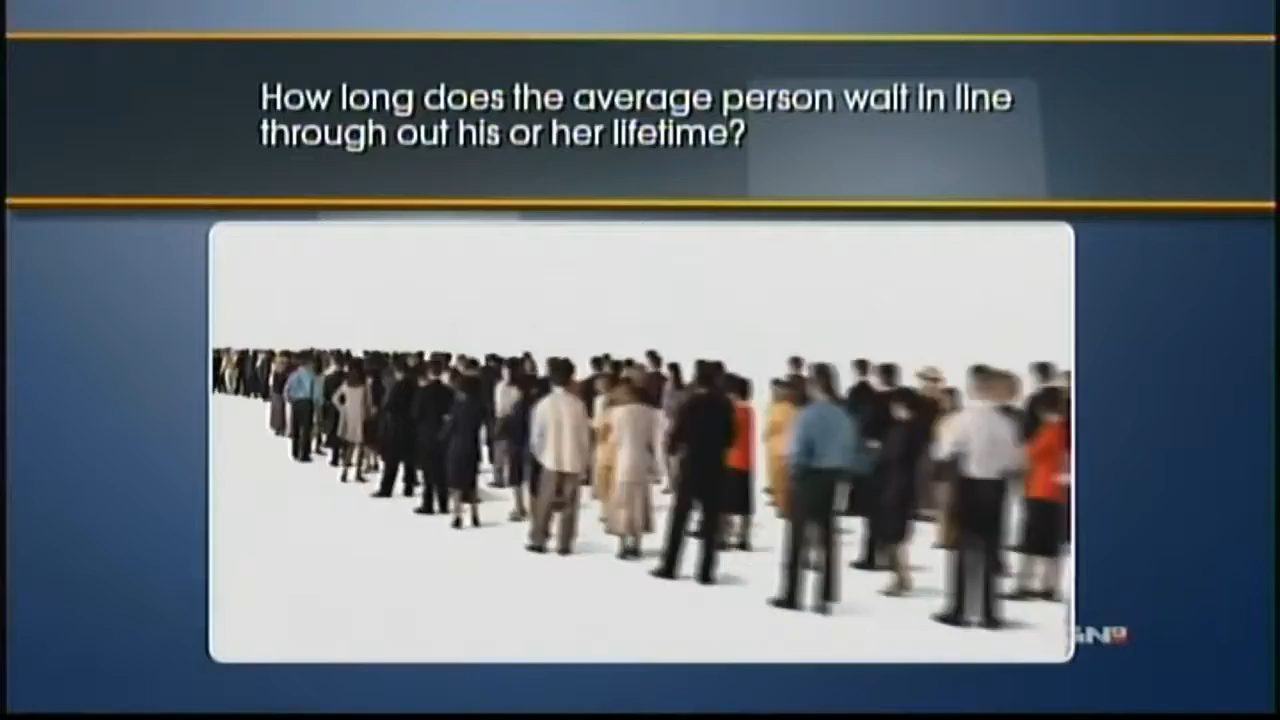 How long does the average person wait in line
through out his or her lifetime?